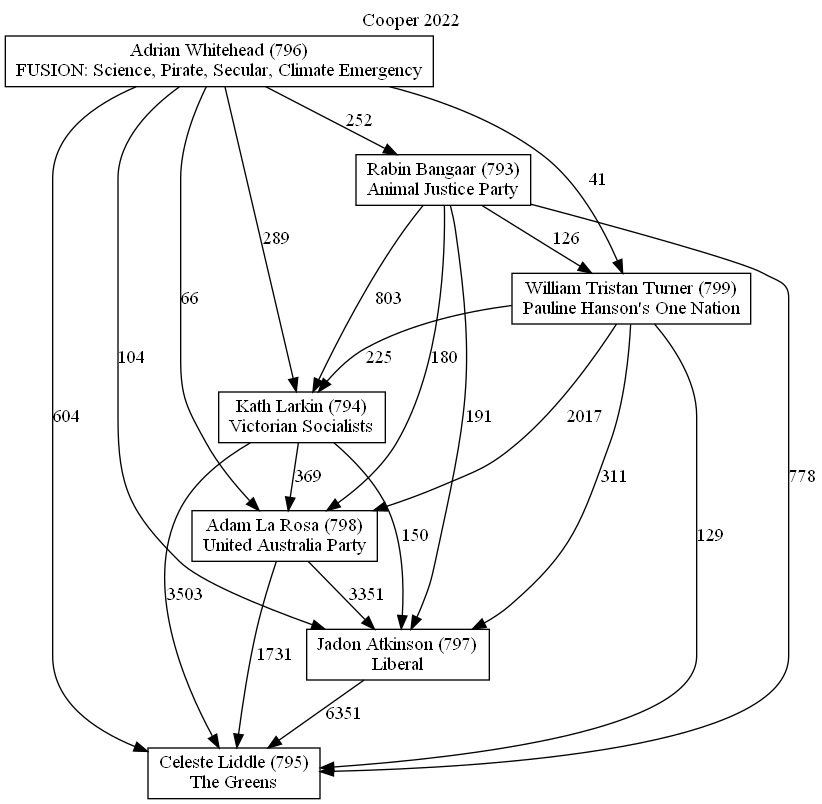 Cooper 2022
Adrian Whitehead (796)
FUSION: Science, Pirate, Secular, Climate Emergency
252
Rabin Bangaar (793)
Animal Justice Party
41
289
126
William Tristan Turner (799)
Pauline Hanson's One Nation
66
803
104
225
180
Kath Larkin (794)
Victorian Socialists
604
191
2017
369
311
778
Adam La Rosa (798)
United Australia Party
150
129
3503
3351
Jadon Atkinson (797)
Liberal
1731
6351
Celeste Liddle (795)
The Greens